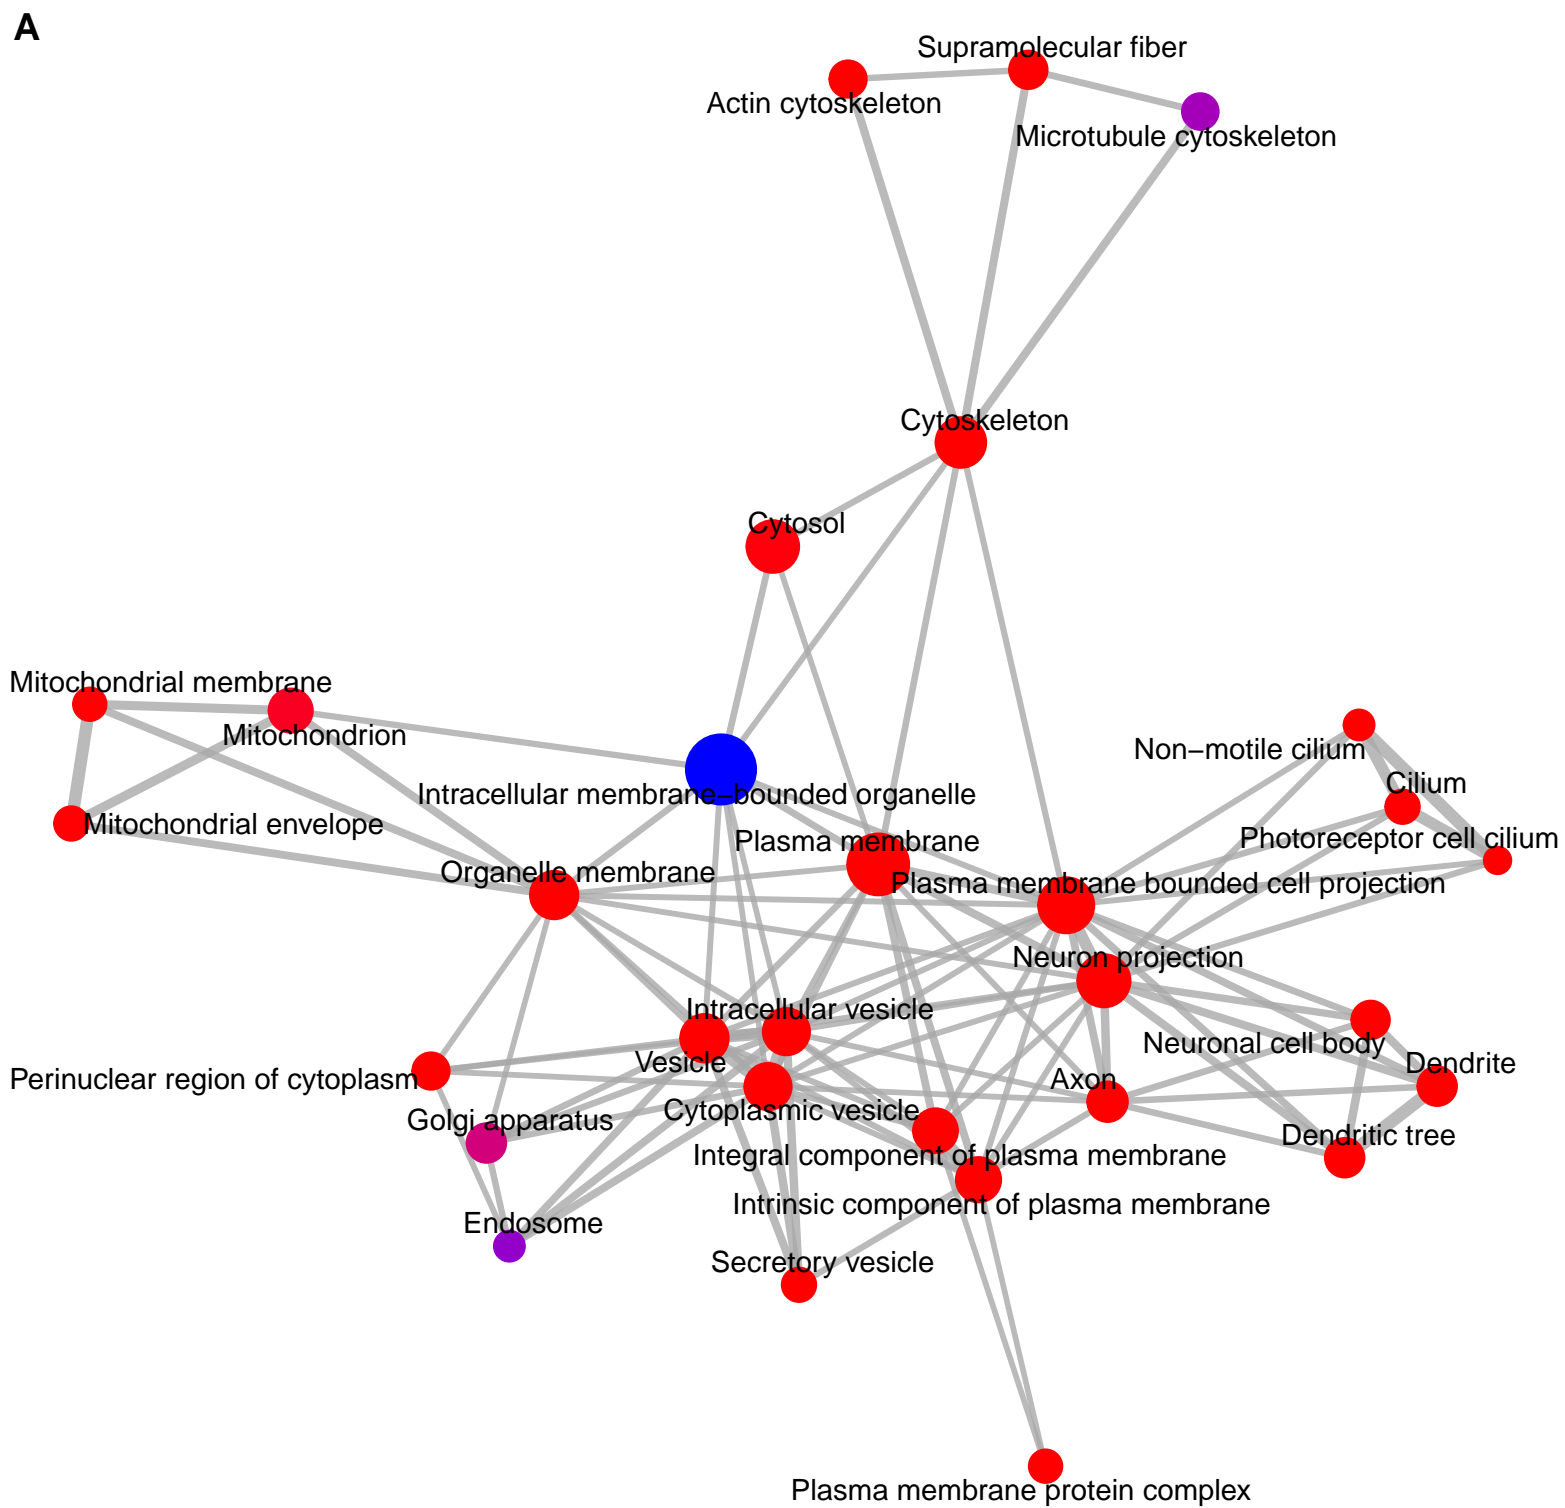 A
Supramolecular fiber
Actin cytoskeleton
Microtubule cytoskeleton
Cytoskeleton
Cytosol
Mitochondrial membrane
Mitochondrion
Non−motile cilium
Cilium
Intracellular membrane−bounded organelle
Mitochondrial envelope
Plasma membrane
Photoreceptor cell cilium
Organelle membrane
Plasma membrane bounded cell projection
Neuron projection
Intracellular vesicle
Neuronal cell body
Vesicle
Dendrite
Perinuclear region of cytoplasm
Axon
Cytoplasmic vesicle
Golgi apparatus
Dendritic tree
Integral component of plasma membrane
Intrinsic component of plasma membrane
Endosome
Secretory vesicle
Plasma membrane protein complex